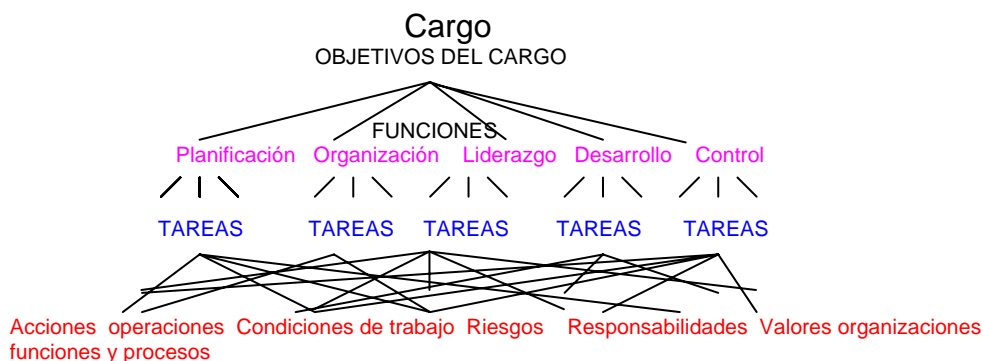 Cargo
OBJETIVOS DEL CARGO
FUNCIONES
Planificación Organización Liderazgo Desarrollo Control
TAREAS TAREAS TAREAS TAREAS TAREAS
Acciones operaciones Condiciones de trabajo Riesgos Responsabilidades Valores organizaciones
funciones y procesos